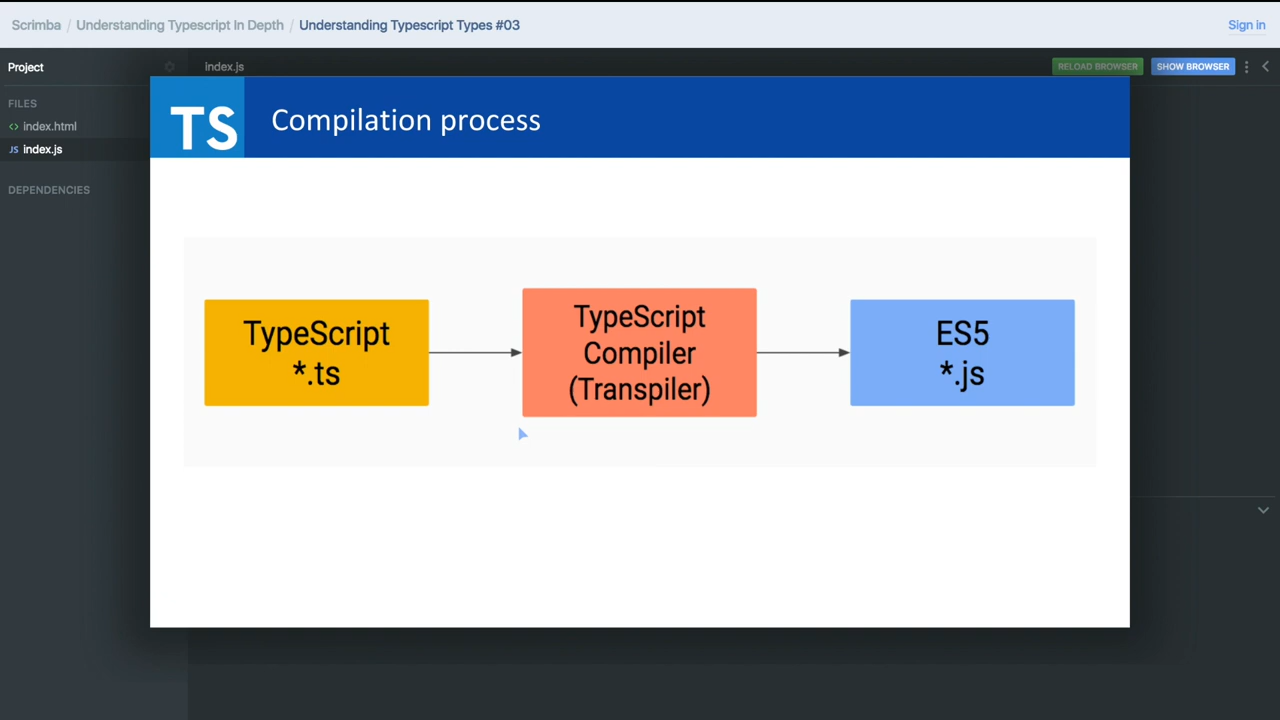 Scrimba / Understanding Typescript In Depth / Understanding Typescript Types #03
Sign in
Project
index.js
RELOAD BROWSER
SHOW BROWSER
FILES
<> index.html
JS index.js
DEPENDENCIES
TS
Compilation process
TypeScript
*.ts
TypeScript
Compiler
(Transpiler)
ES5
*.js